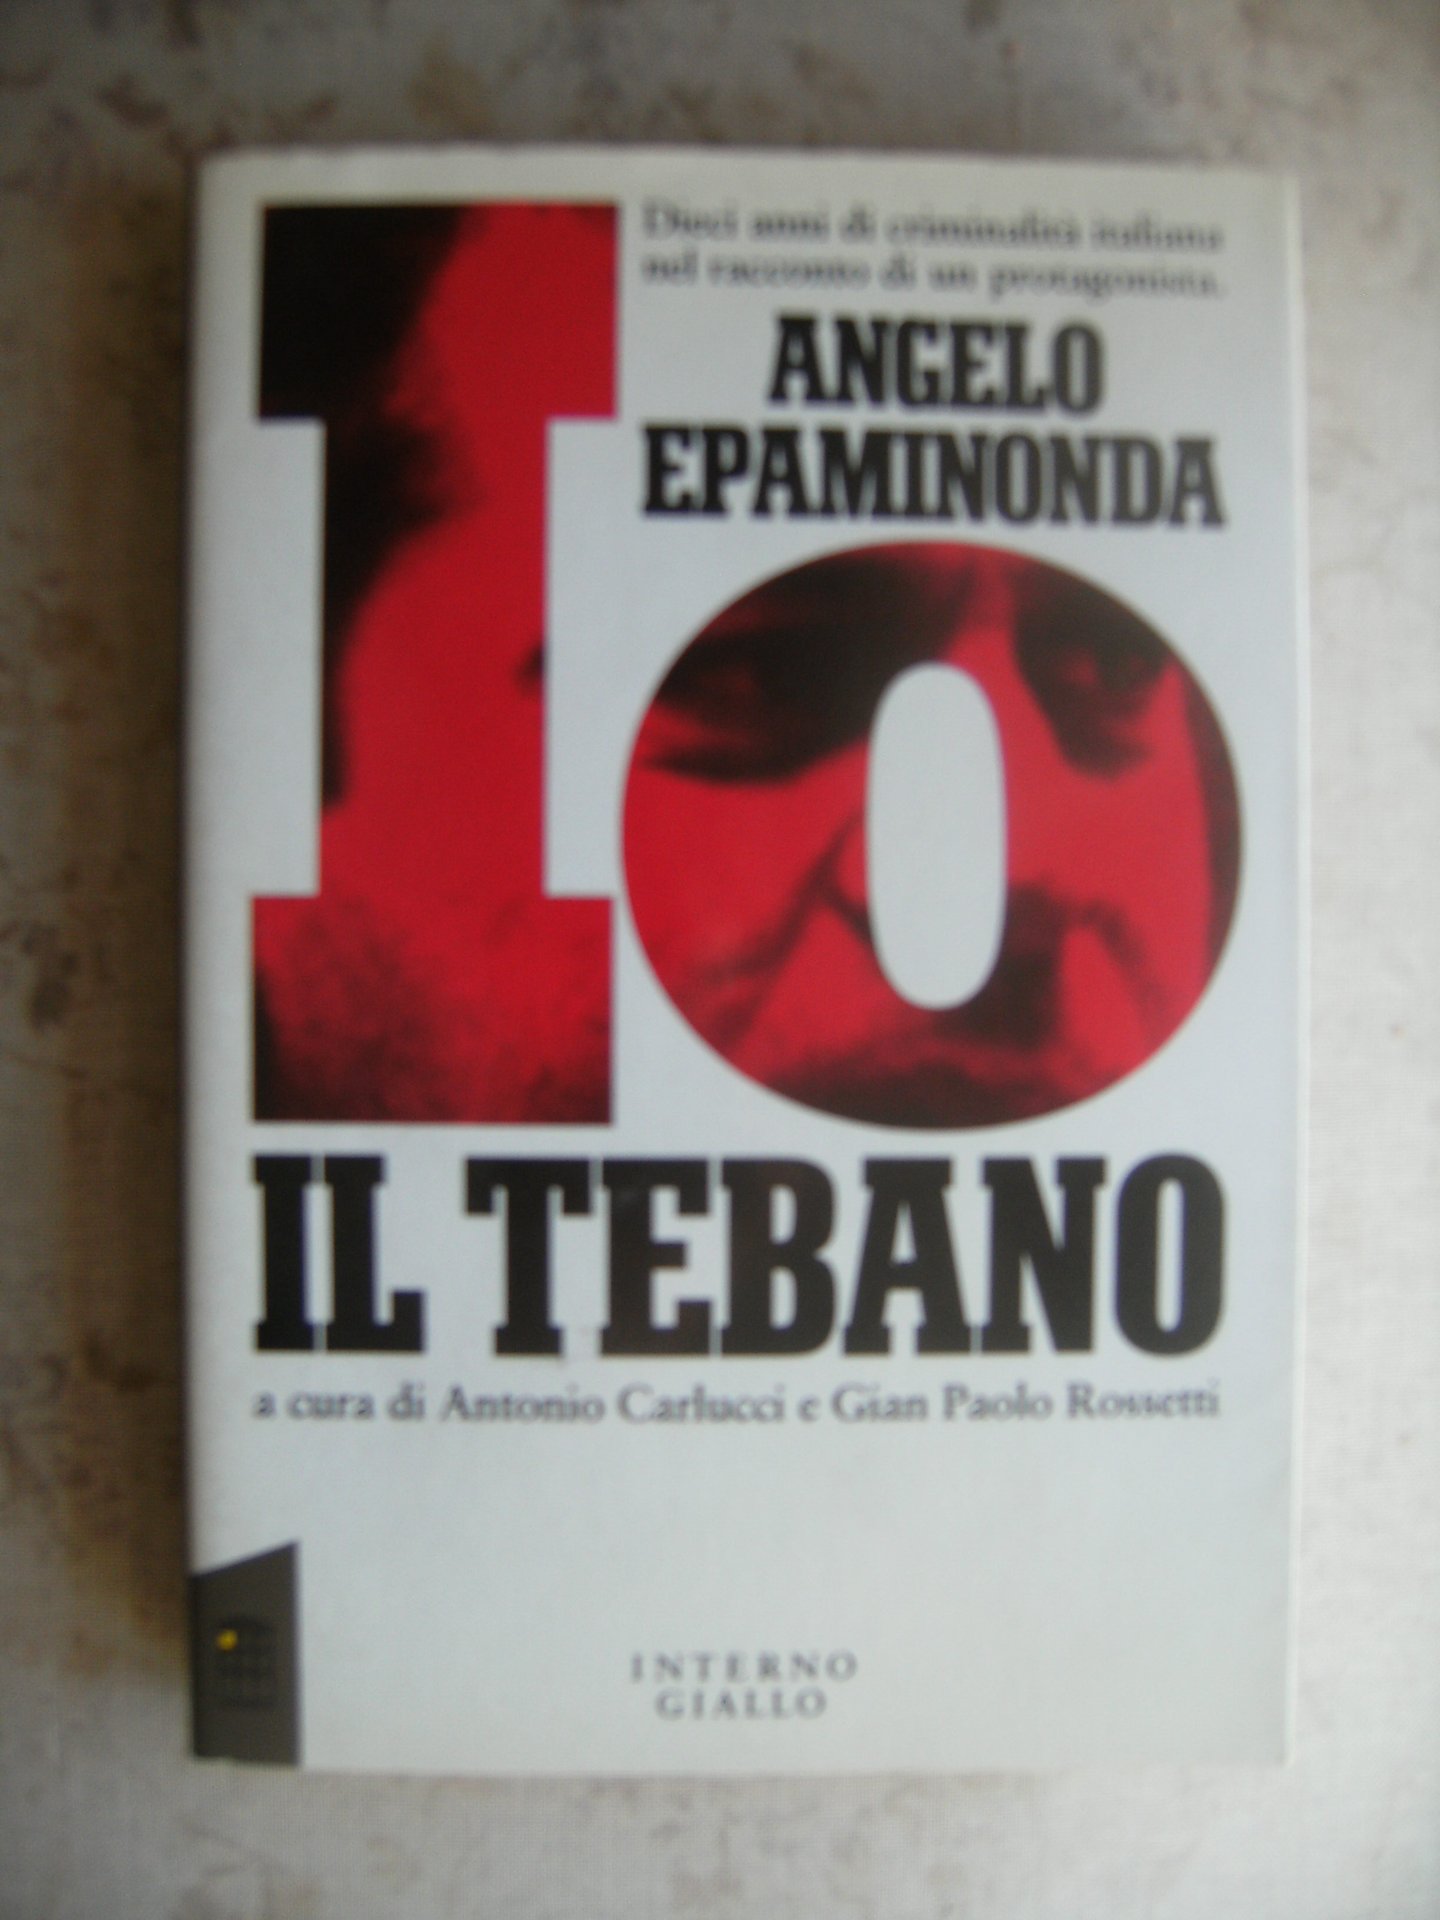 Dieci anni di criminalità italiana
nel racconto di un protagonista.
ANGELO
EPAMINONDA
Io
IL TEBANO
a cura di Antonio Carlucci e Gian Paolo Rossetti
INTERNO
GIALLO